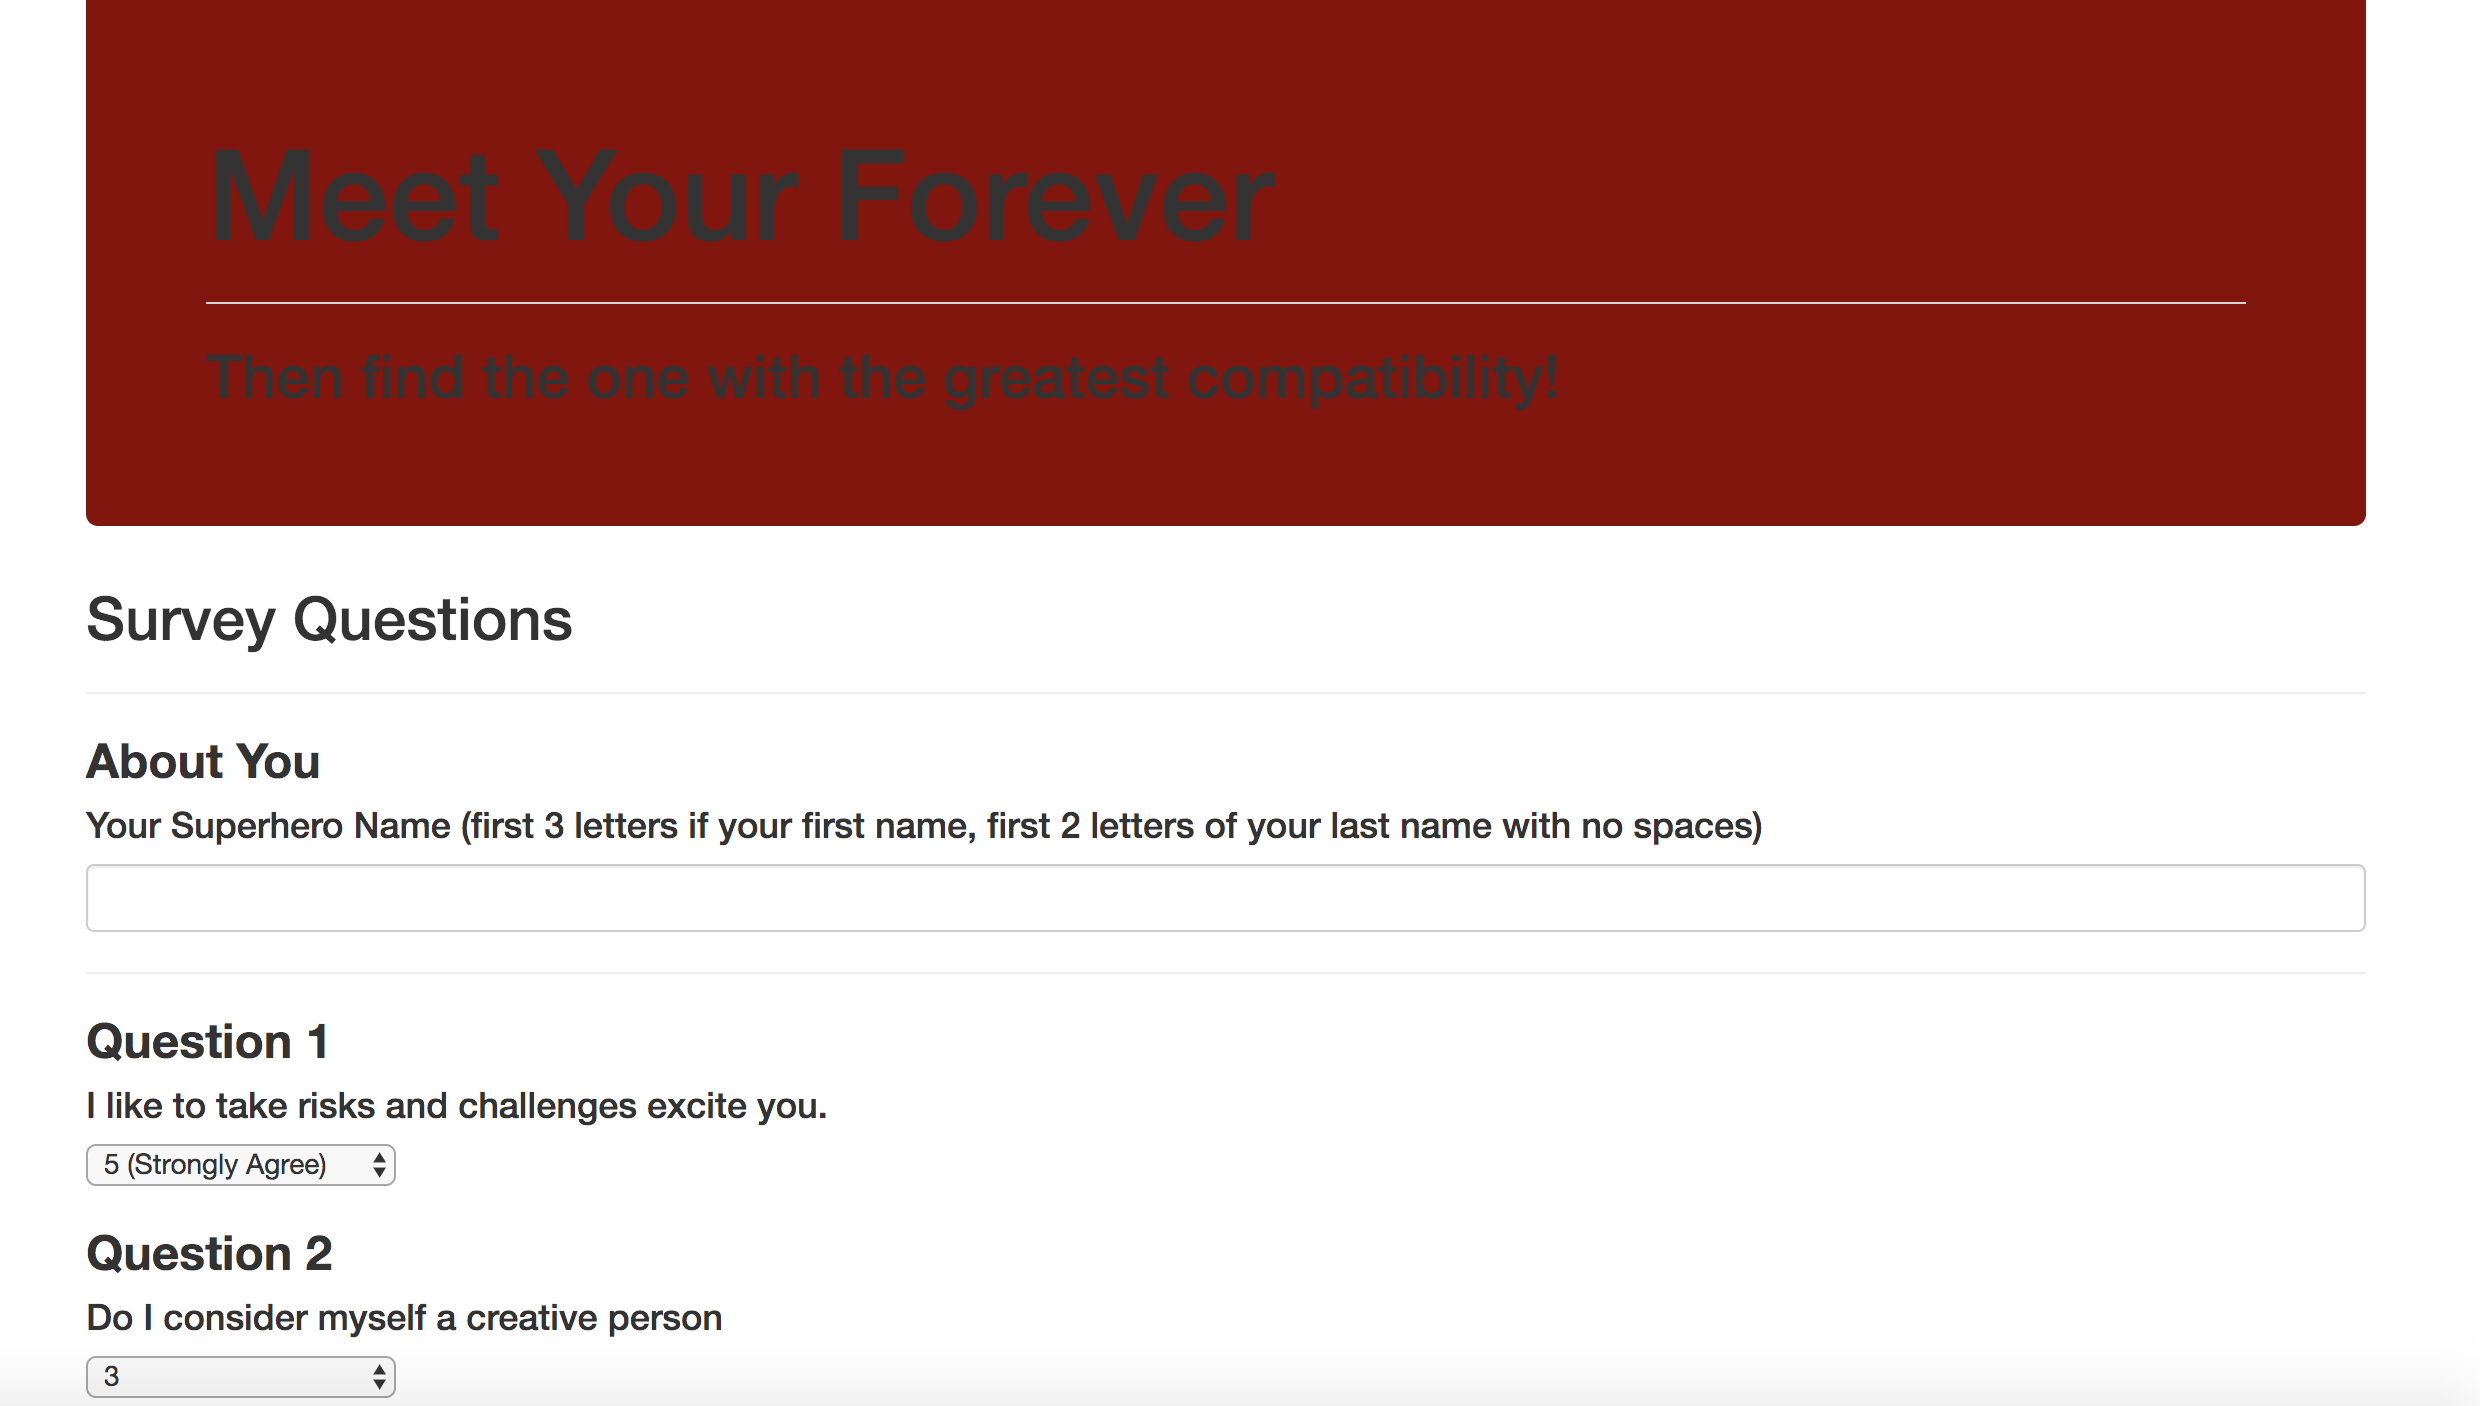 Meet Your Forever
Then find the one with the greatest compatibility!
Survey Questions
About You
Your Superhero Name (first 3 letters if your first name, first 2 letters of your last name with no spaces)
Question 1
I like to take risks and challenges excite you.
5 (Strongly Agree)
Question 2
Do I consider myself a creative person
3